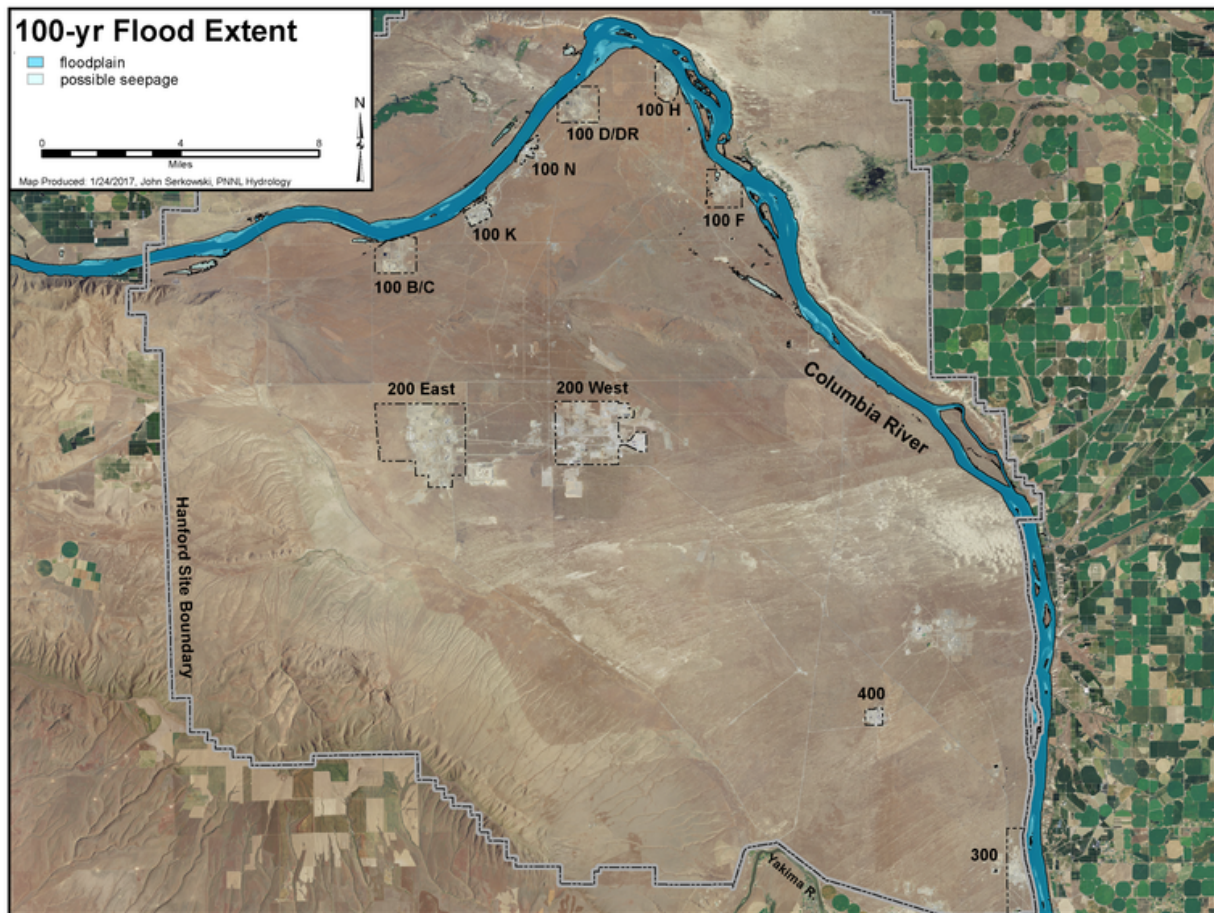 100-yr Flood Extent
floodplain
possible seepage
N
0 4 8
Miles
Map Produced: 1/24/2017, John Serkowski, PNNL Hydrology
100 H
100 D/DR
100 N
100 F
100 K
100 B/C
200 East
200 West
Columbia River
Hanford Site Boundary
400
300
Yakima R.